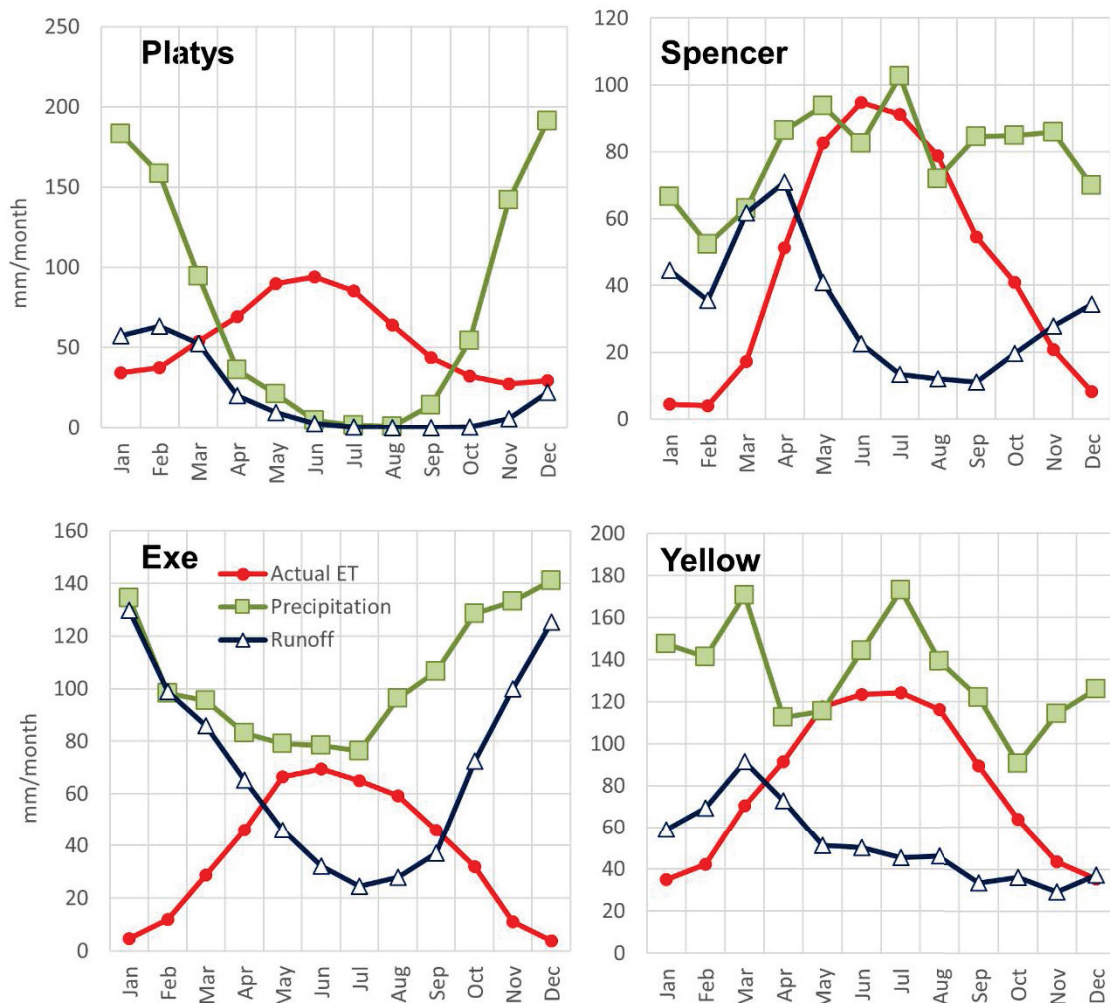 Platys
250
200
150
100
50
0
mm/month
Jan
Feb
Mar
Apr
May
Jun
Jul
Aug
Sep
Oct
Nov
Dec
Spencer
120
100
80
60
40
20
0
Jan
Feb
Mar
Apr
May
Jun
Jul
Aug
Sep
Oct
Nov
Dec
Exe
Actual ET
Precipitation
Runoff
160
140
120
100
80
60
40
20
0
mm/month
Jan
Feb
Mar
Apr
May
Jun
Jul
Aug
Sep
Oct
Nov
Dec
Yellow
200
180
160
140
120
100
80
60
40
20
0
Jan
Feb
Mar
Apr
May
Jun
Jul
Aug
Sep
Oct
Nov
Dec